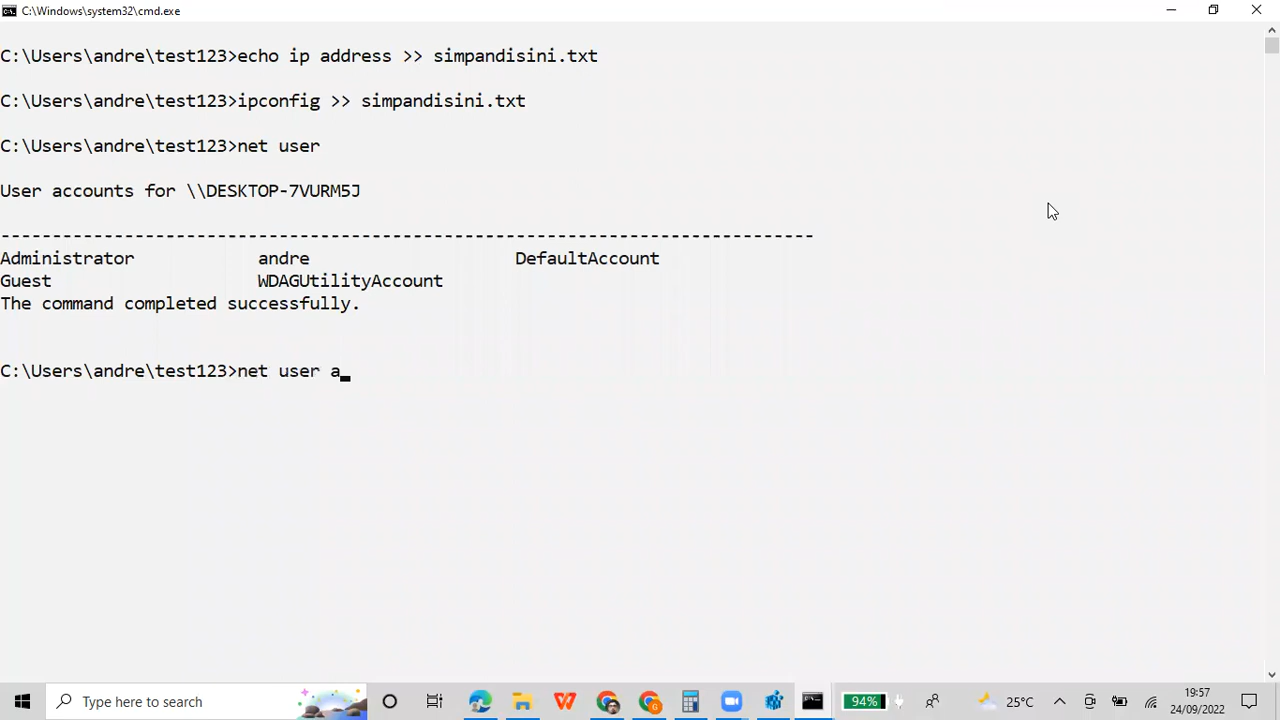 C:\Windows\system32\cmd.exe
C:\Users\andre\test123>echo ip address >> simpandisini.txt
C:\Users\andre\test123>ipconfig >> simpandisini.txt
C:\Users\andre\test123>net user
User accounts for \\DESKTOP-7VURM5J
-------------------------------------------------------------------------------
Administrator            andre                    DefaultAccount
Guest                    WDAGUtilityAccount
The command completed successfully.
C:\Users\andre\test123>net user a_
Type here to search
94%
25°C
19:57
24/09/2022